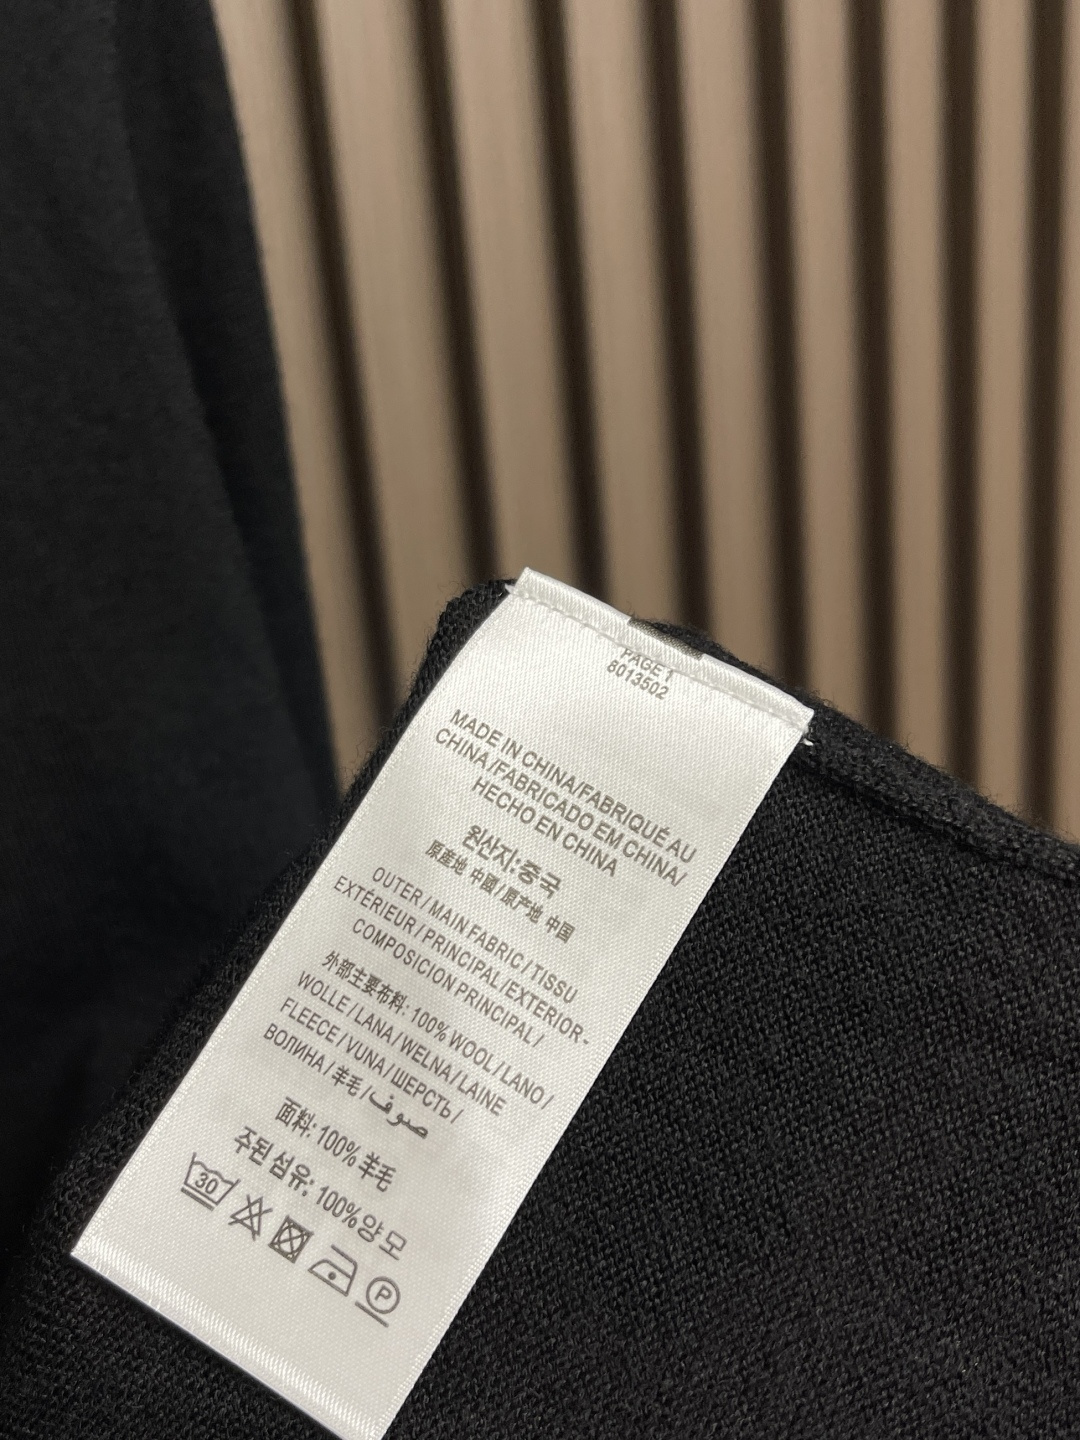 PAGE 1
8013502
MADE IN CHINA/FABRIQUÉ AU
CHINA/FABRICADO EM CHINA/
HECHO EN CHINA
원산지:중국
原産地 中國/原产地 中国
OUTER/MAIN FABRIC/TISSU
EXTÉRIEUR/PRINCIPAL/EXTERIOR-
COMPOSICION PRINCIPAL/
外部主要布料: 100% WOOL/LANO/
WOLLE/LANA/WELNA/LAINE
FLEECE/VUNA/ШЕРСТЬ/
ВОЛИНА/羊毛/صوف
面料: 100% 羊毛
주된 섬유: 100%양모
30
P